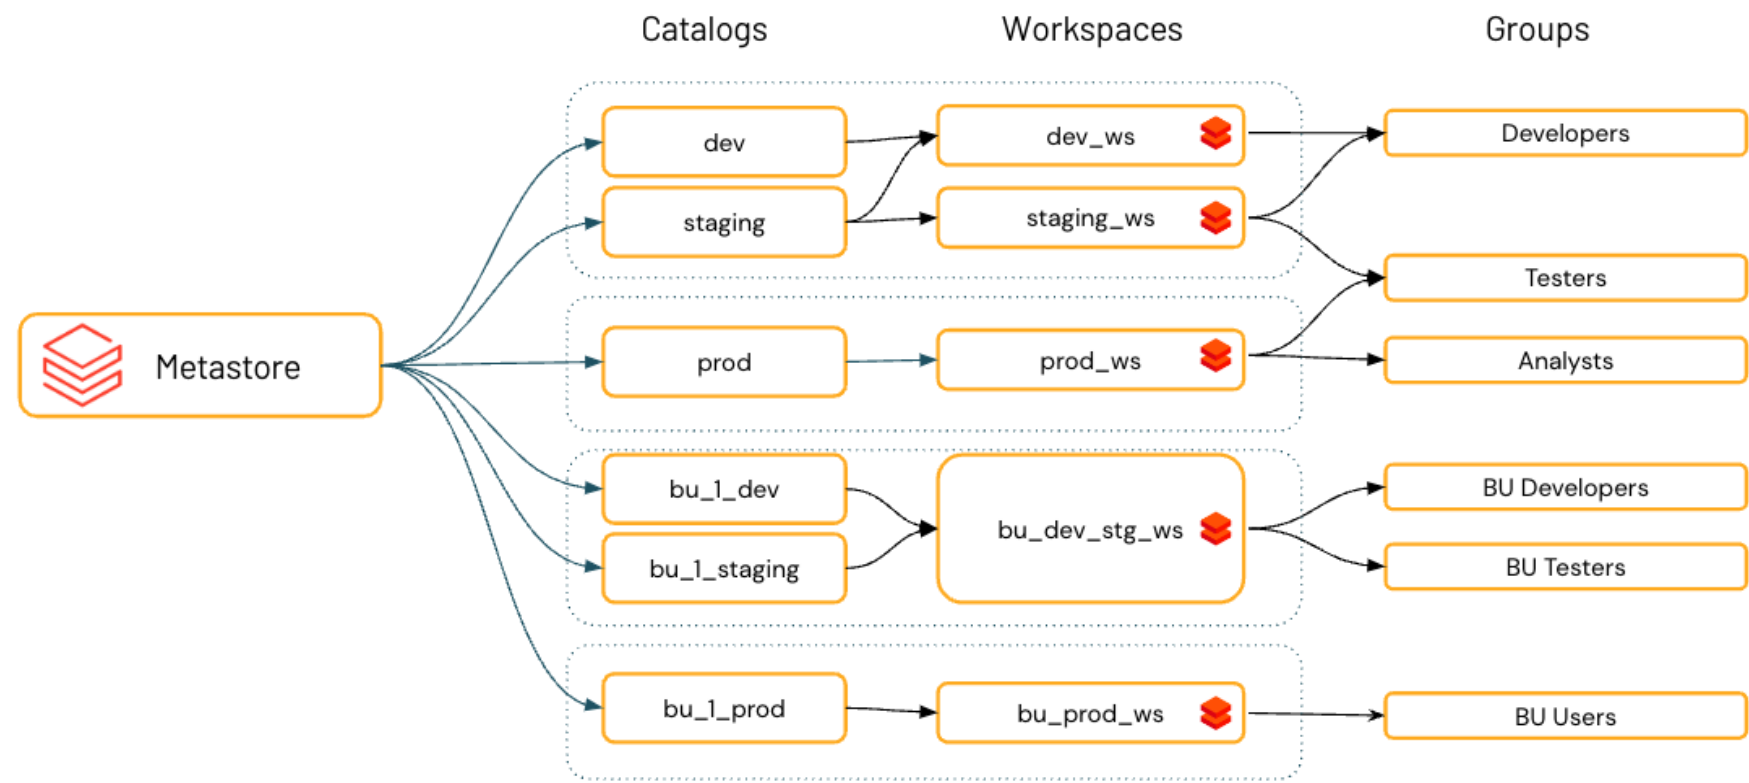 Catalogs
Workspaces
Groups
dev
dev_ws
Developers
staging
staging_ws
Testers
Metastore
prod
prod_ws
Analysts
bu_1_dev
bu_1_staging
bu_dev_stg_ws
BU Developers
BU Testers
bu_1_prod
bu_prod_ws
BU Users